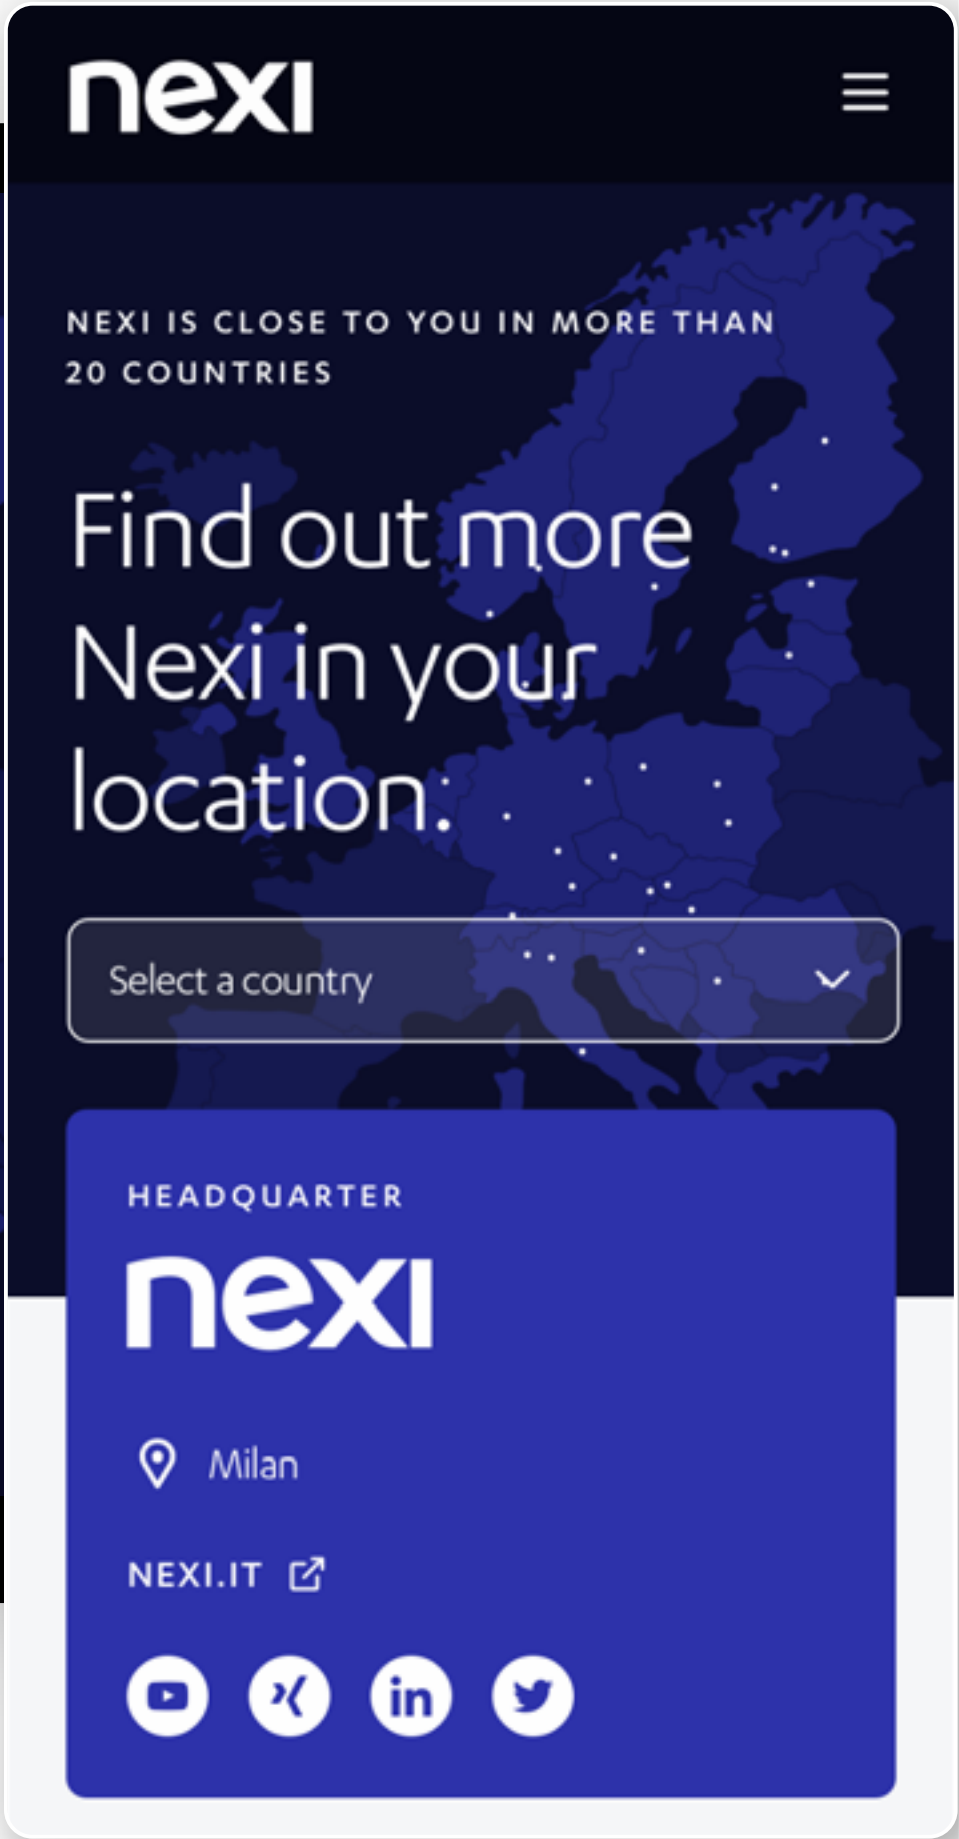 nexi
NEXI IS CLOSE TO YOU IN MORE THAN
20 COUNTRIES
Find out more
Nexi in your
location:
Select a country
HEADQUARTER
nexi
Milan
NEXI.IT
in